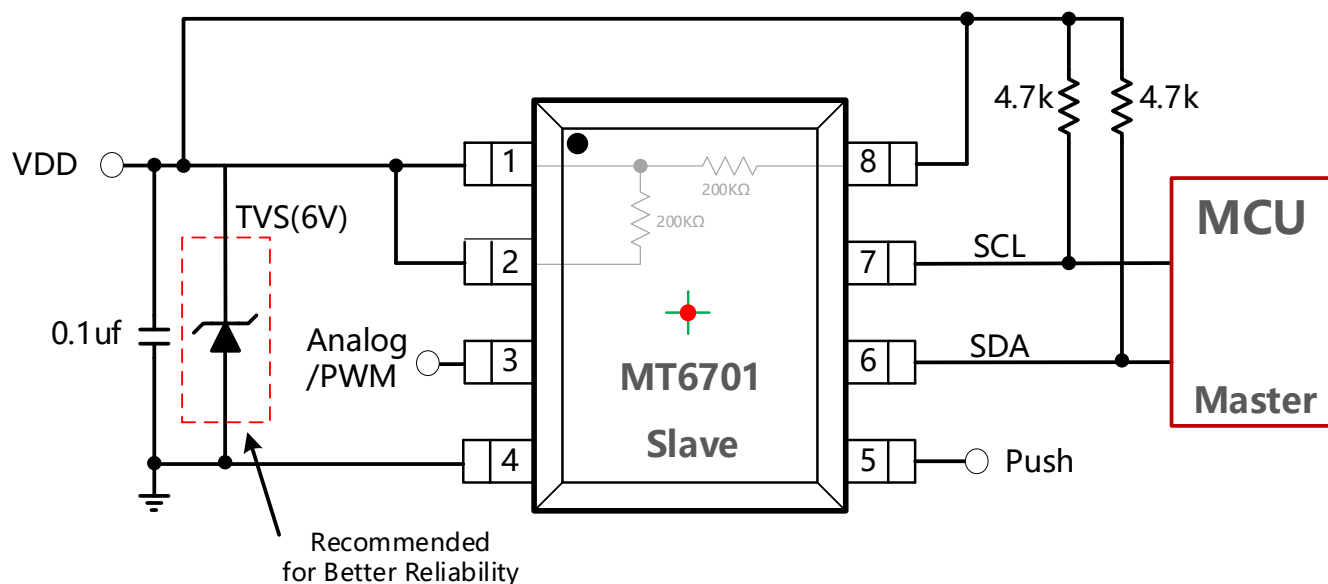 4.7k
4.7k
VDD
1
8
200KΩ
200KΩ
TVS(6V)
MCU
2
7
SCL
0.1uf
Analog
/PWM
3
6
SDA
MT6701
Master
Slave
4
5
Push
Recommended
for Better Reliability